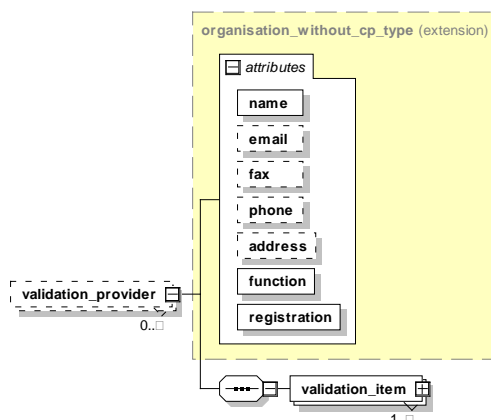 organisation_without_cp_type (extension)
attributes
name
email
fax
phone
address
function
registration
validation_provider
0..□
validation_item
1..□